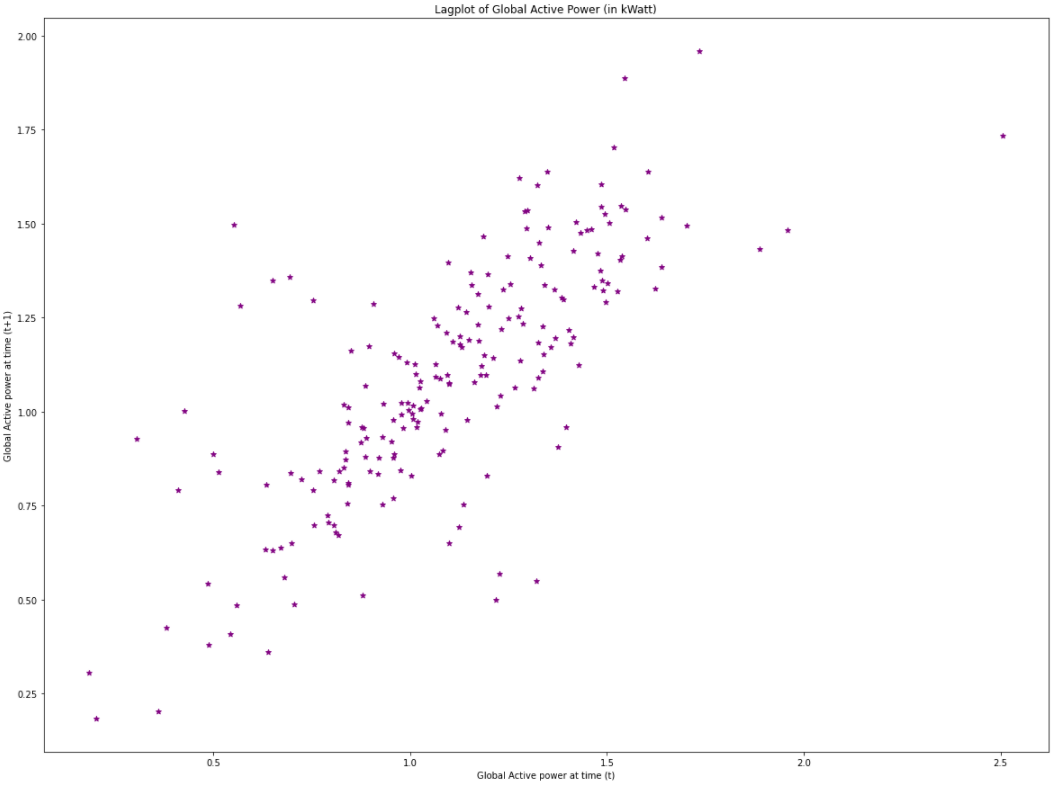 Lagplot of Global Active Power (in kWatt)
2.00
1.75
1.50
1.25
1.00
0.75
0.50
0.25
Global Active power at time (t+1)
0.5 1.0 1.5 2.0 2.5
Global Active power at time (t)